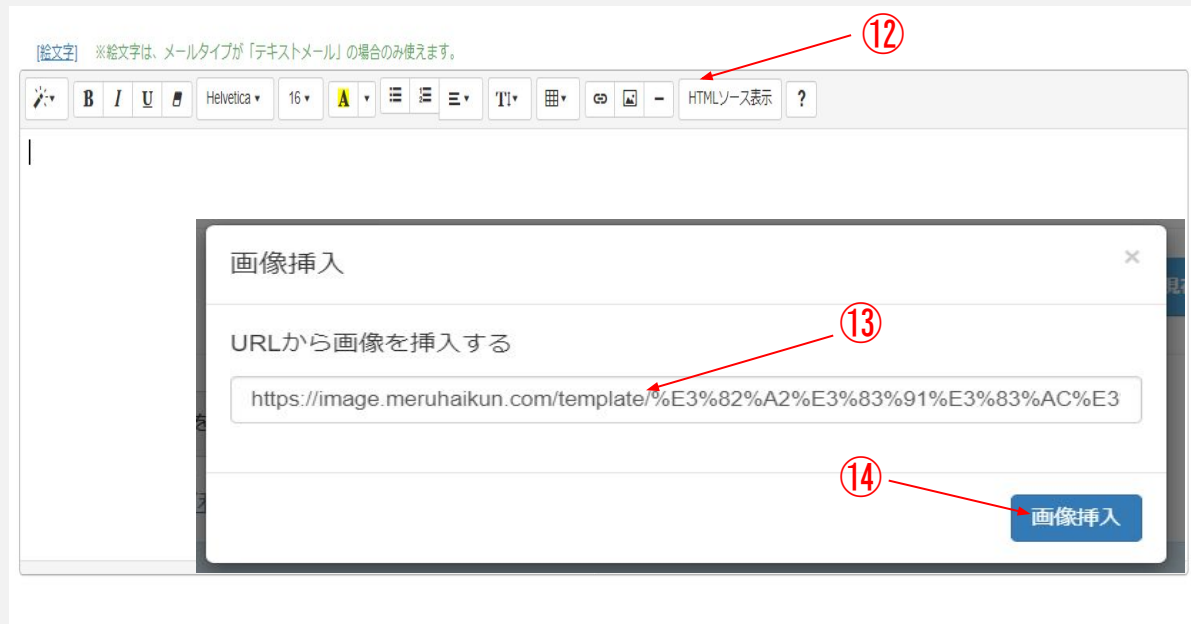 ⑫
[絵文字] ※絵文字は、メールタイプが「テキストメール」の場合のみ使えます。
B I U Helvetica 16 A TI HTMLソース表示 ?
画像挿入 ×
⑬
URLから画像を挿入する
https://image.meruhaikun.com/template/%E3%82%A2%E3%83%91%E3%83%AC%E3
を
⑭
画像挿入